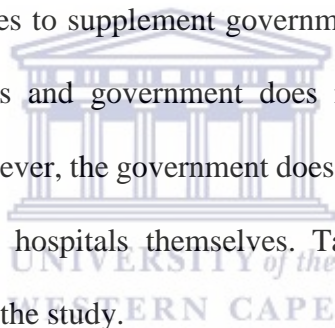 es to supplement governm
s and government does
ever, the government does
hospitals themselves. Ta
UNIVERSITY of the
WESTERN CAPE
the study.